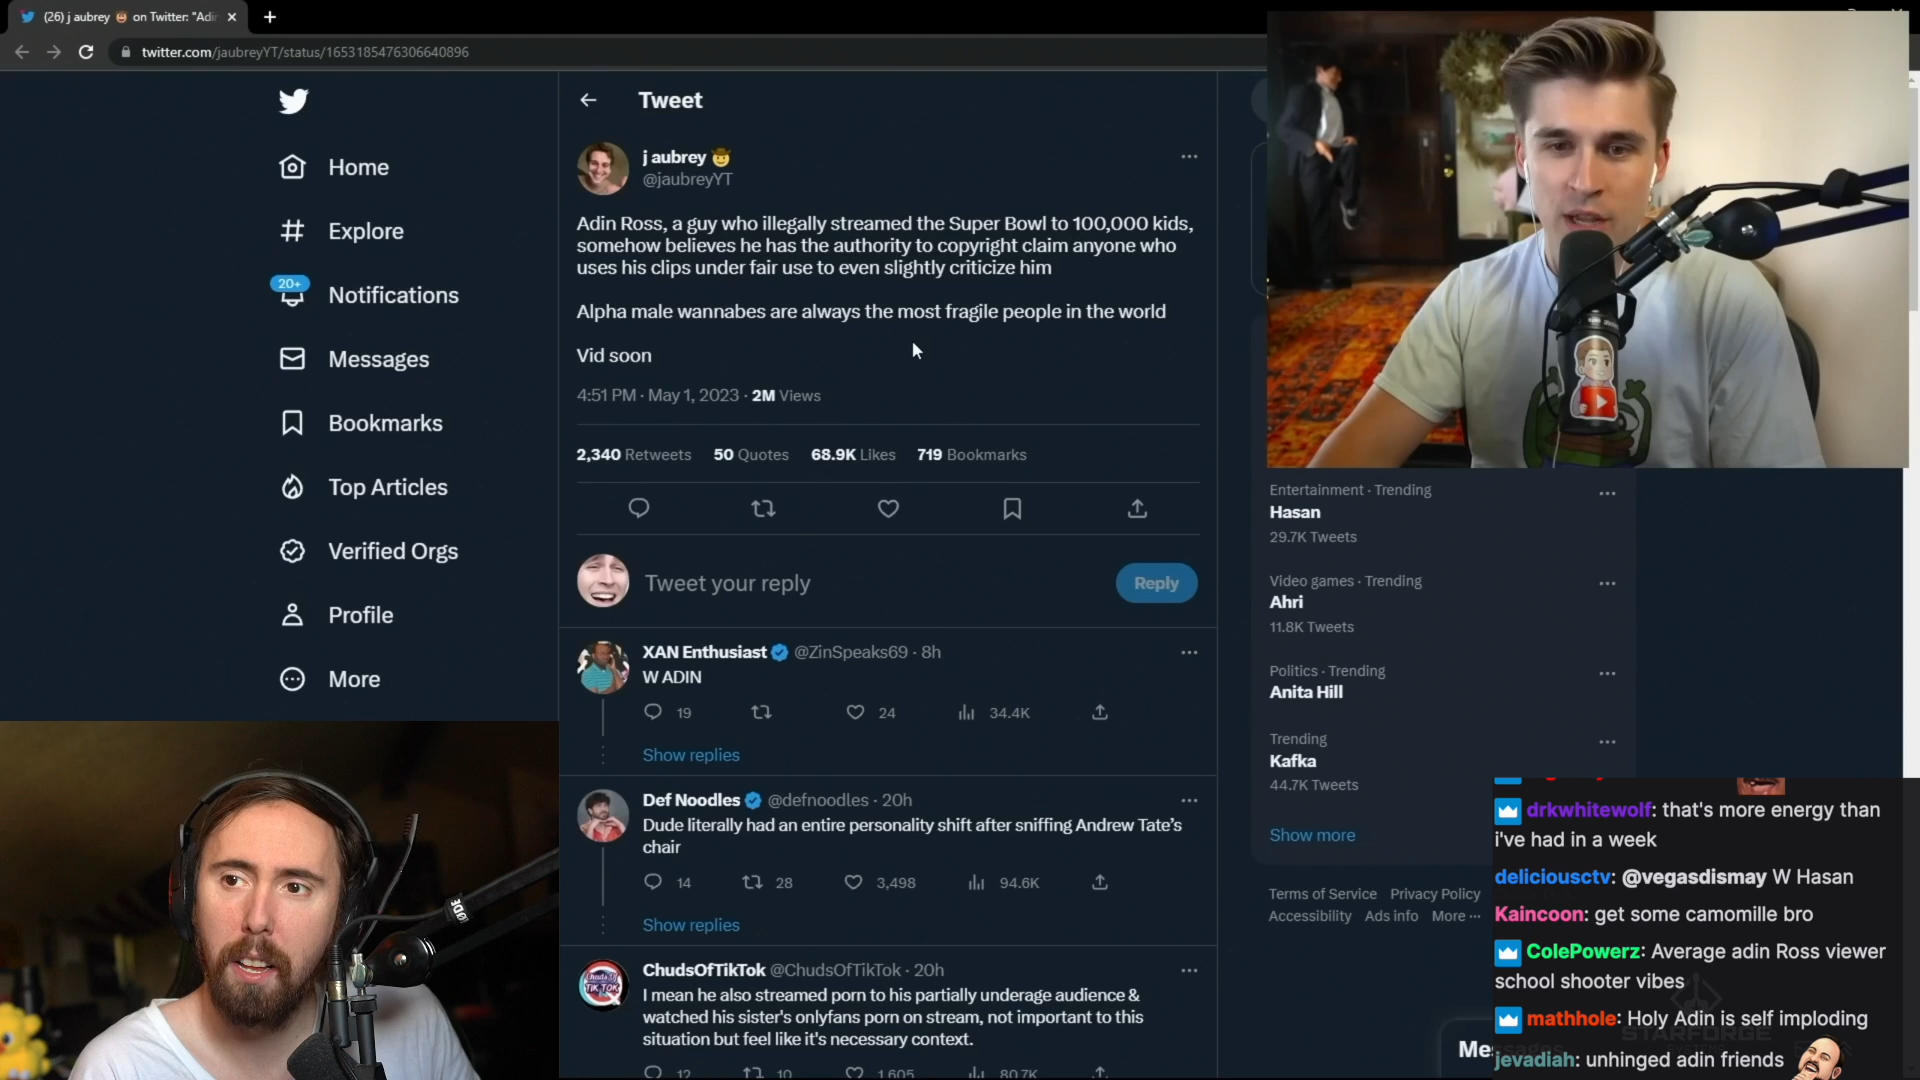 (26) j aubrey 🤠 on Twitter: "Adin
twitter.com/jaubreyYT/status/1653185476306640896
Home
Explore
20+
Notifications
Messages
Bookmarks
Top Articles
Verified Orgs
Profile
More
Tweet
j aubrey 🤠
@jaubreyYT
Adin Ross, a guy who illegally streamed the Super Bowl to 100,000 kids,
somehow believes he has the authority to copyright claim anyone who
uses his clips under fair use to even slightly criticize him
Alpha male wannabes are always the most fragile people in the world
Vid soon
4:51 PM · May 1, 2023 · 2M Views
2,340 Retweets 50 Quotes 68.9K Likes 719 Bookmarks
Tweet your reply
Reply
XAN Enthusiast @ZinSpeaks69 · 8h
W ADIN
19 24 34.4K
Show replies
Def Noodles @defnoodles · 20h
Dude literally had an entire personality shift after sniffing Andrew Tate's
chair
14 28 3,498 94.6K
Show replies
ChudsOfTikTok @ChudsOfTikTok · 20h
I mean he also streamed porn to his partially underage audience &
watched his sister's onlyfans porn on stream, not important to this
situation but feel like it's necessary context.
12 10 1,605 80.7K
Entertainment · Trending
Hasan
29.7K Tweets
Video games · Trending
Ahri
11.8K Tweets
Politics · Trending
Anita Hill
Trending
Kafka
44.7K Tweets
Show more
Terms of Service Privacy Policy
Accessibility Ads info More ···
drkwhitewolf: that's more energy than
i've had in a week
deliciousctv: @vegasdismay W Hasan
Kaincoon: get some camomille bro
ColePowerz: Average adin Ross viewer
school shooter vibes
mathhole: Holy Adin is self imploding
STARFORGE
Messages
jevadiah: unhinged adin friends
RØDE